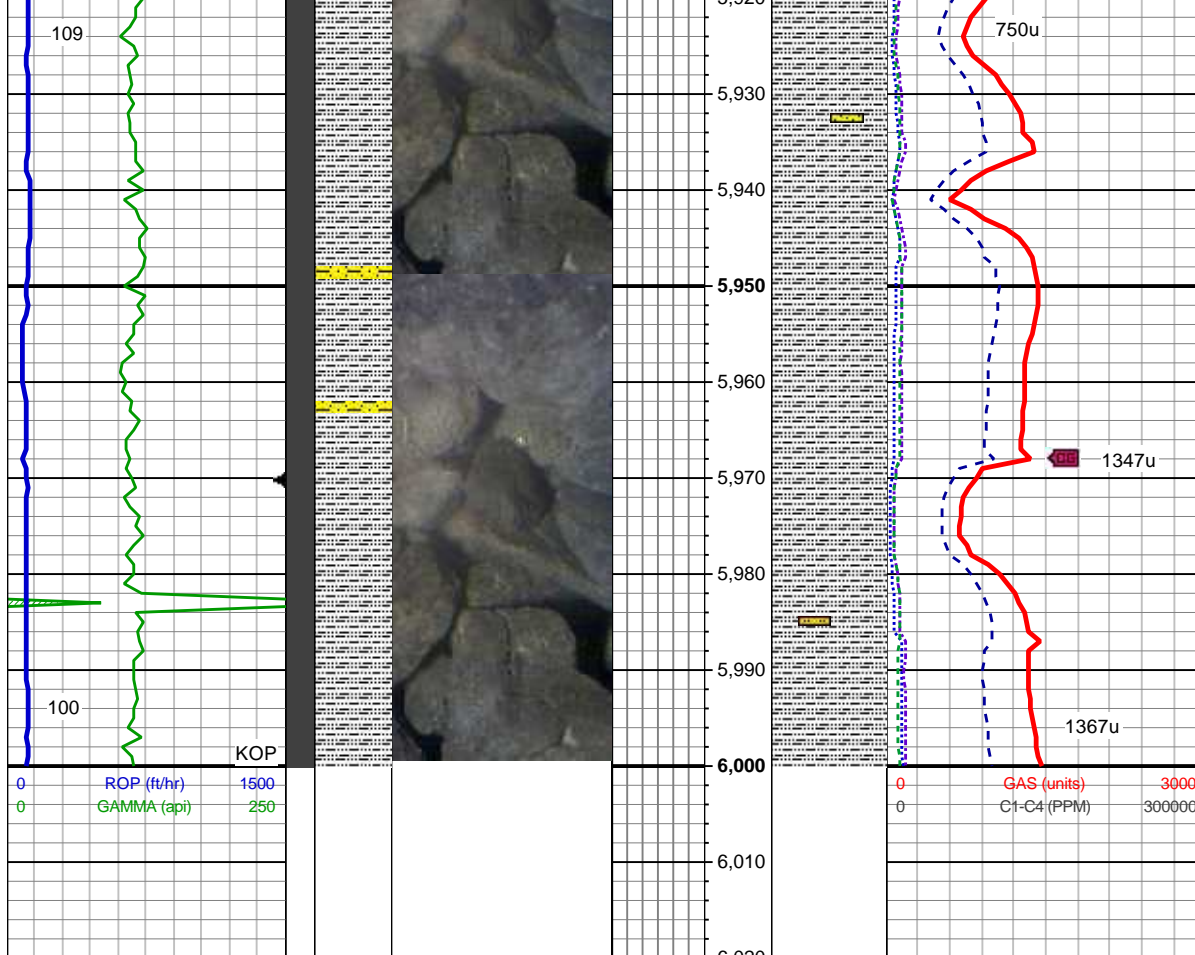 109
750u
5,930
5,940
5,950
5,960
CG
1347u
5,970
5,980
5,990
100
1367u
KOP
6,000
0 ROP (ft/hr) 1500
0 GAMMA (api) 250
0 GAS (units) 3000
0 C1-C4 (PPM) 300000
6,010